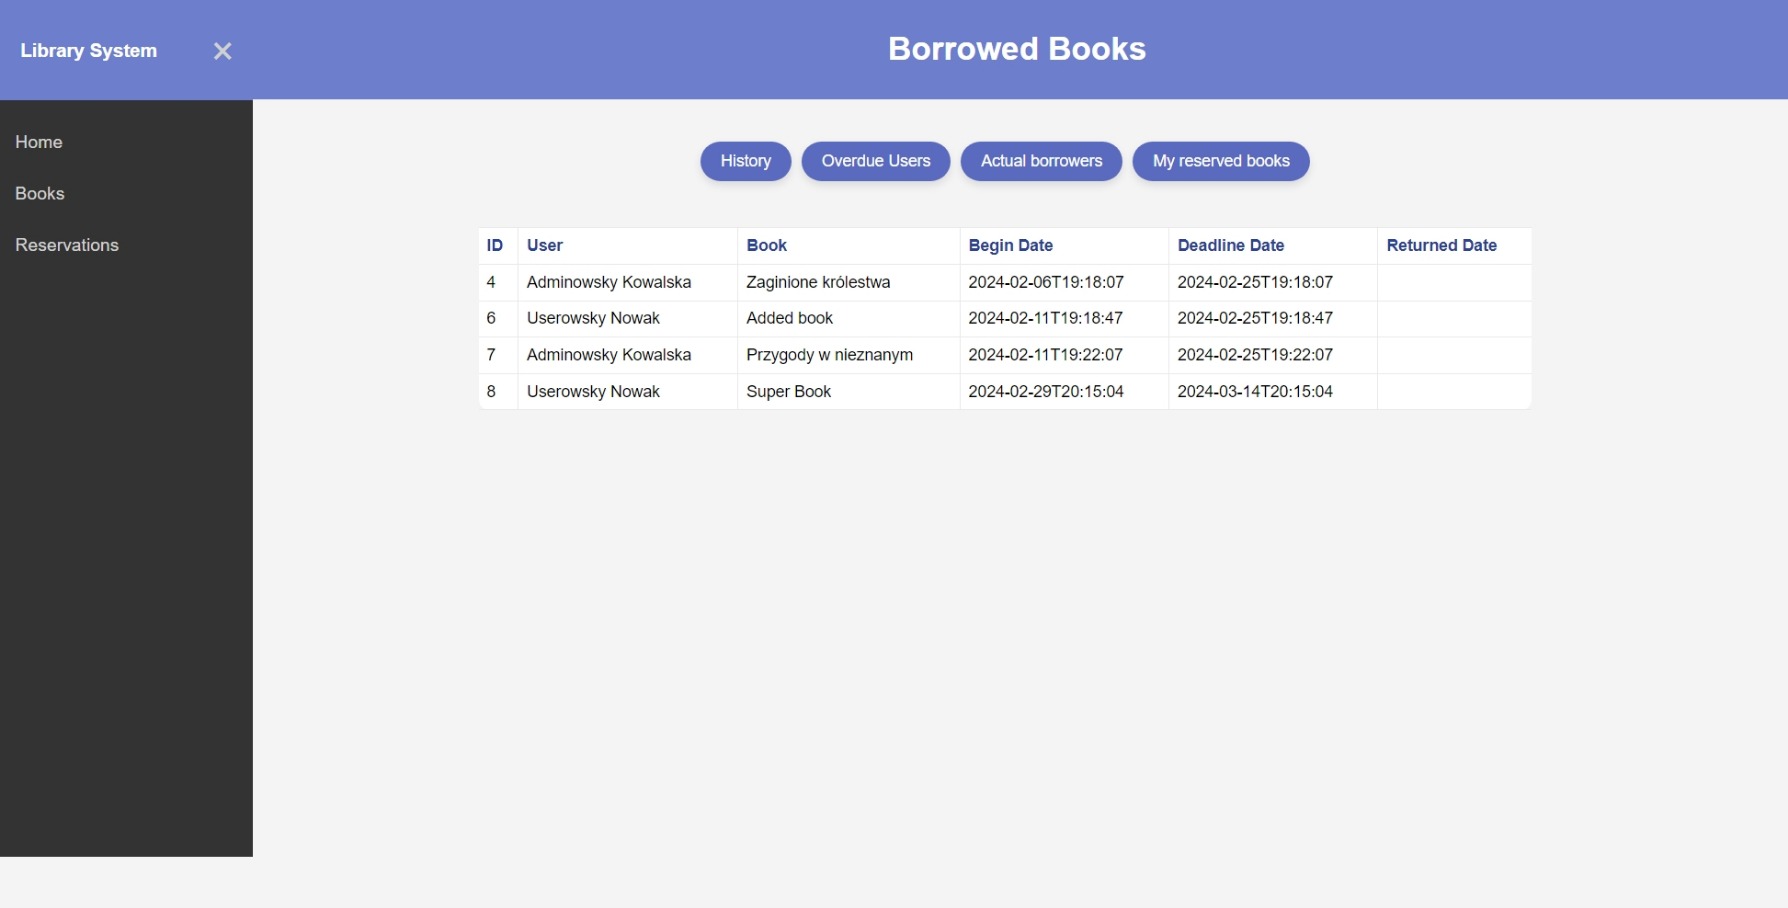 Library System ×
Borrowed Books
Home
Books
Reservations
History Overdue Users Actual borrowers My reserved books
ID User Book Begin Date Deadline Date Returned Date
4 Adminowsky Kowalska Zaginione królestwa 2024-02-06T19:18:07 2024-02-25T19:18:07
6 Userowsky Nowak Added book 2024-02-11T19:18:47 2024-02-25T19:18:47
7 Adminowsky Kowalska Przygody w nieznanym 2024-02-11T19:22:07 2024-02-25T19:22:07
8 Userowsky Nowak Super Book 2024-02-29T20:15:04 2024-03-14T20:15:04